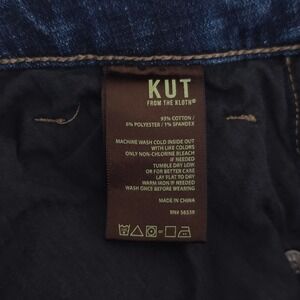 KUT
FROM THE KLOTH®
93% COTTON /
6% POLYESTER / 1% SPANDEX
MACHINE WASH COLD INSIDE OUT
WITH LIKE COLORS
ONLY NON-CHLORINE BLEACH
IF NEEDED
TUMBLE DRY LOW
OR FOR BETTER CARE
LAY FLAT TO DRY
WARM IRON IF NEEDED
WASH ONCE BEFORE WEARING
MADE IN CHINA
RN# 56539